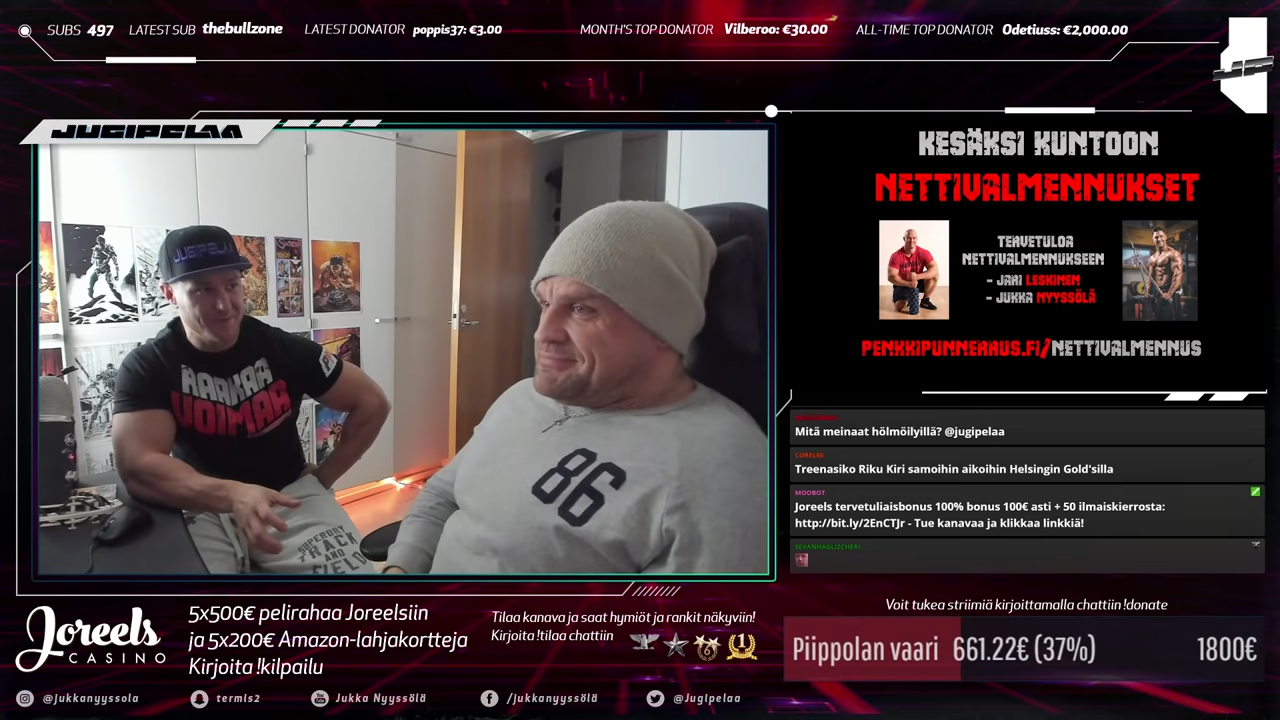 SUBS 497 LATEST SUB thebullzone LATEST DONATOR poppis37: €3.00 MONTH'S TOP DONATOR Vilberoo: €30.00 ALL-TIME TOP DONATOR Odetiuss: €2,000.00
JUGIPELAA
KESÄKSI KUNTOON
NETTIVALMENNUKSET
TERVETULOA
NETTIVALMENNUKSEEN
- JARI LESKINEN
- JUKKA NYYSSÖLÄ
PENKKIPUNNERRUS.FI/NETTIVALMENNUS
JUGIPELAA
RAAKAA
VOIMAA
86
SUPERDRY
TRACK
AND
FIELD
Mitä meinaat hölmöilyillä? @jugipelaa
COREL86
Treenasiko Riku Kiri samoihin aikoihin Helsingin Gold'silla
MOOBOT
Joreels tervetuliaisbonus 100% bonus 100€ asti + 50 ilmaiskierrosta:
http://bit.ly/2EnCTJr - Tue kanavaa ja klikkaa linkkiä!
Voit tukea striimiä kirjoittamalla chattiin !donate
Piippolan vaari 661.22€ (37%) 1800€
Joreels
CASINO
5x500€ pelirahaa Joreelsiin
ja 5x200€ Amazon-lahjakortteja
Kirjoita !kilpailu
Tilaa kanava ja saat hymiöt ja rankit näkyviin!
Kirjoita !tilaa chattiin
@jukkanyyssola termis2 Jukka Nyyssölä /jukkanyyssölä @Jugipelaa